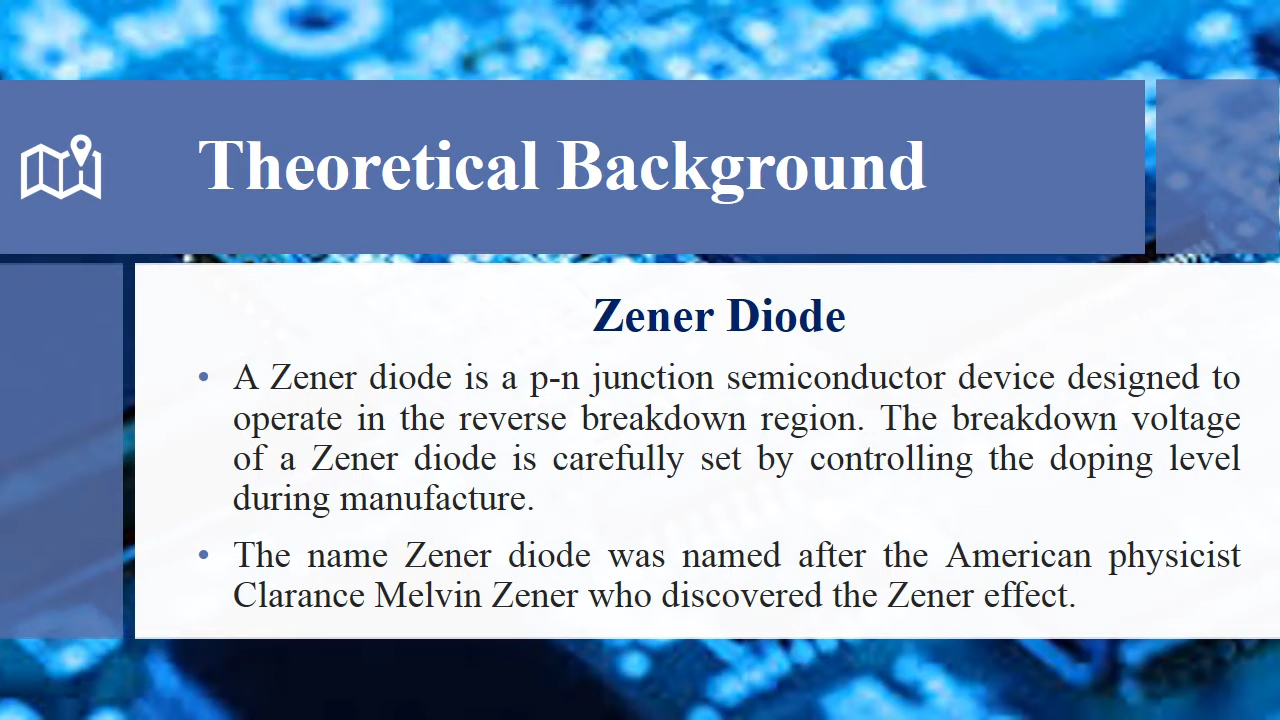 Theoretical Background
Zener Diode
• A Zener diode is a p-n junction semiconductor device designed to
operate in the reverse breakdown region. The breakdown voltage
of a Zener diode is carefully set by controlling the doping level
during manufacture.
• The name Zener diode was named after the American physicist
Clarance Melvin Zener who discovered the Zener effect.